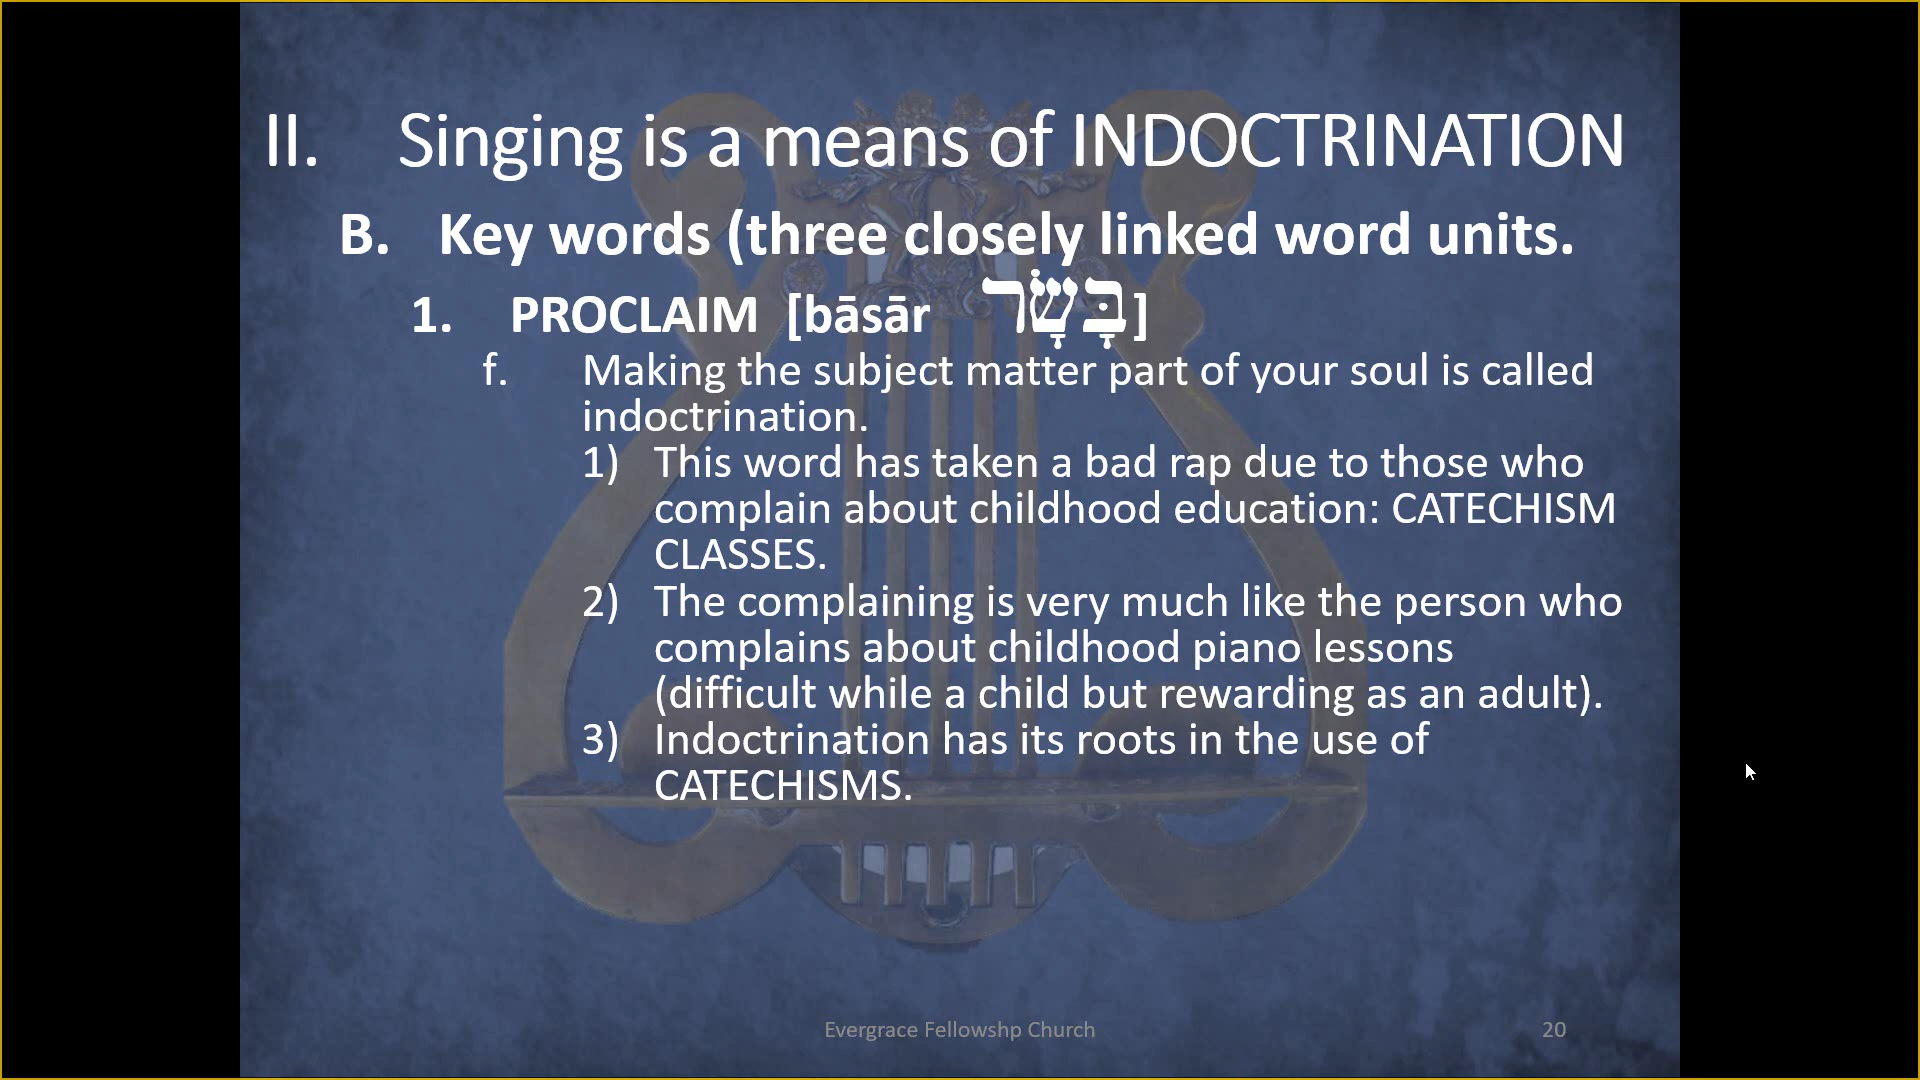 II. Singing is a means of INDOCTRINATION
B. Key words (three closely linked word units.
1. PROCLAIM [bāsār בָּשָׂר]
f. Making the subject matter part of your soul is called
indoctrination.
1) This word has taken a bad rap due to those who
complain about childhood education: CATECHISM
CLASSES.
2) The complaining is very much like the person who
complains about childhood piano lessons
(difficult while a child but rewarding as an adult).
3) Indoctrination has its roots in the use of
CATECHISMS.
Evergrace Fellowshp Church
20